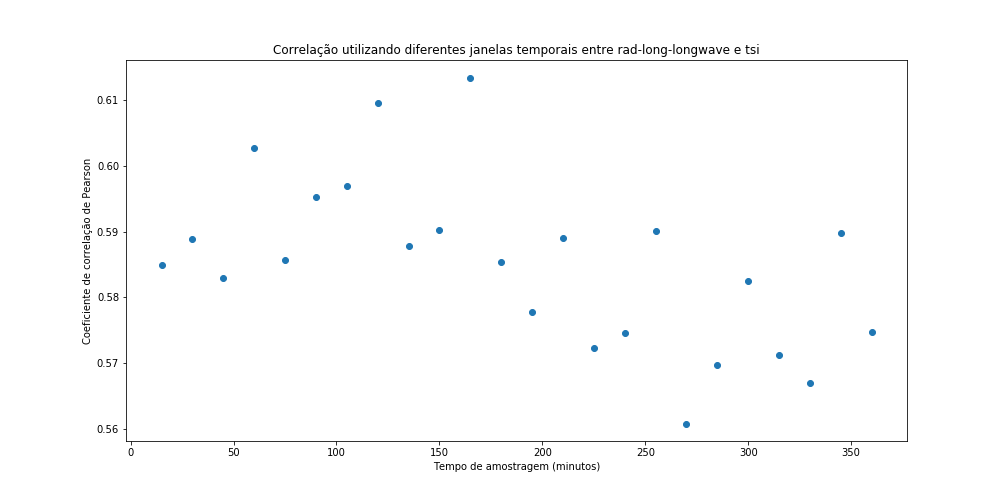 Correlação utilizando diferentes janelas temporais entre rad-long-longwave e tsi
Coeficiente de correlação de Pearson
0.61
0.60
0.59
0.58
0.57
0.56
0 50 100 150 200 250 300 350
Tempo de amostragem (minutos)